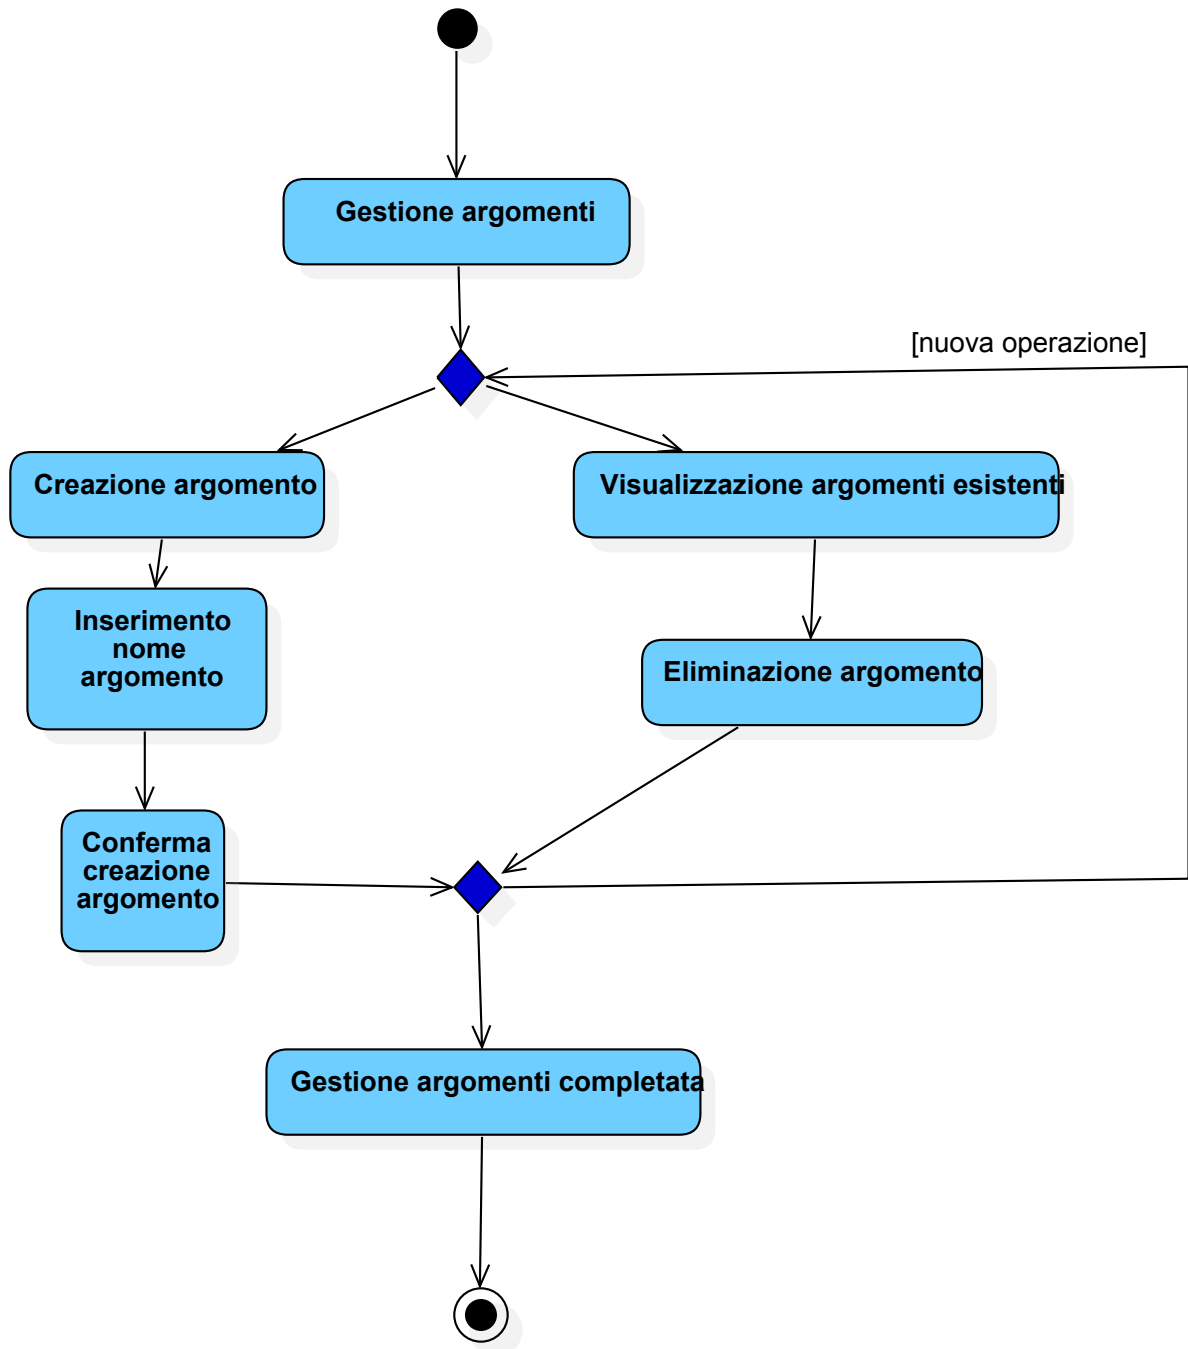 Gestione argomenti
[nuova operazione]
Creazione argomento
Visualizzazione argomenti esistenti
Inserimento
nome
argomento
Eliminazione argomento
Conferma
creazione
argomento
Gestione argomenti completata